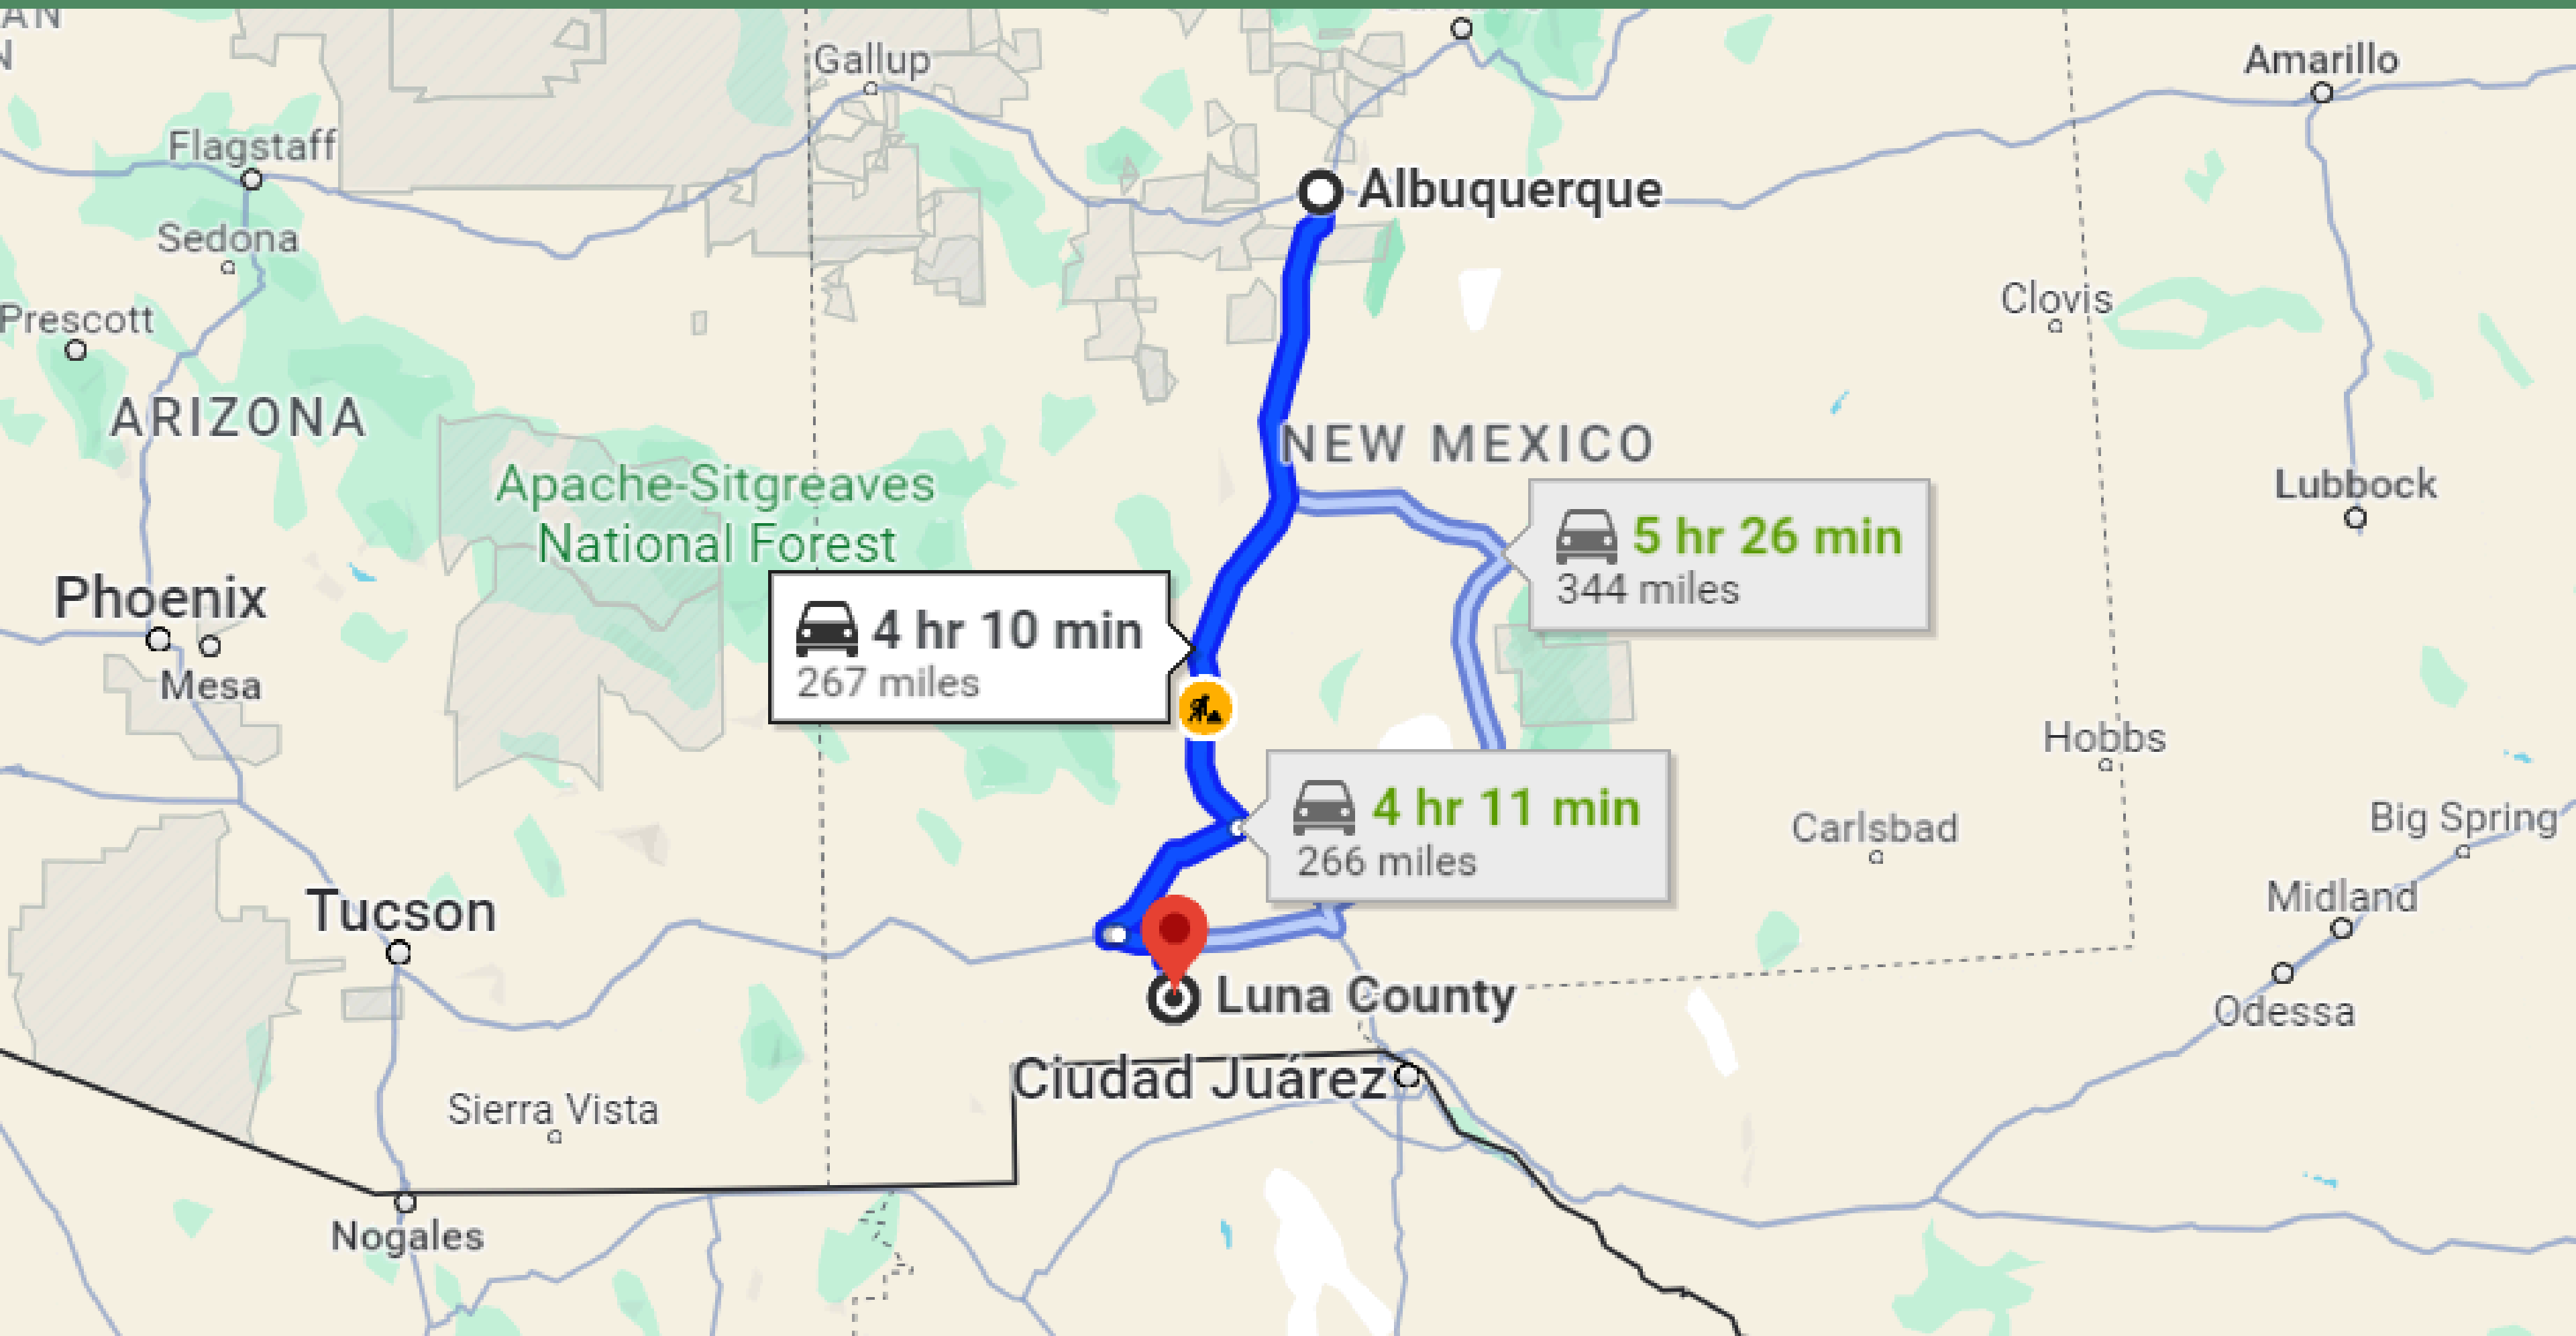 AN
N
Gallup
Amarillo
Flagstaff
Albuquerque
Sedona
Clovis
Prescott
ARIZONA
NEW MEXICO
Apache-Sitgreaves
National Forest
Lubbock
5 hr 26 min
344 miles
Phoenix
4 hr 10 min
267 miles
Mesa
Hobbs
4 hr 11 min
266 miles
Carlsbad
Big Spring
Tucson
Midland
Luna County
Odessa
Ciudad Juárez
Sierra Vista
Nogales